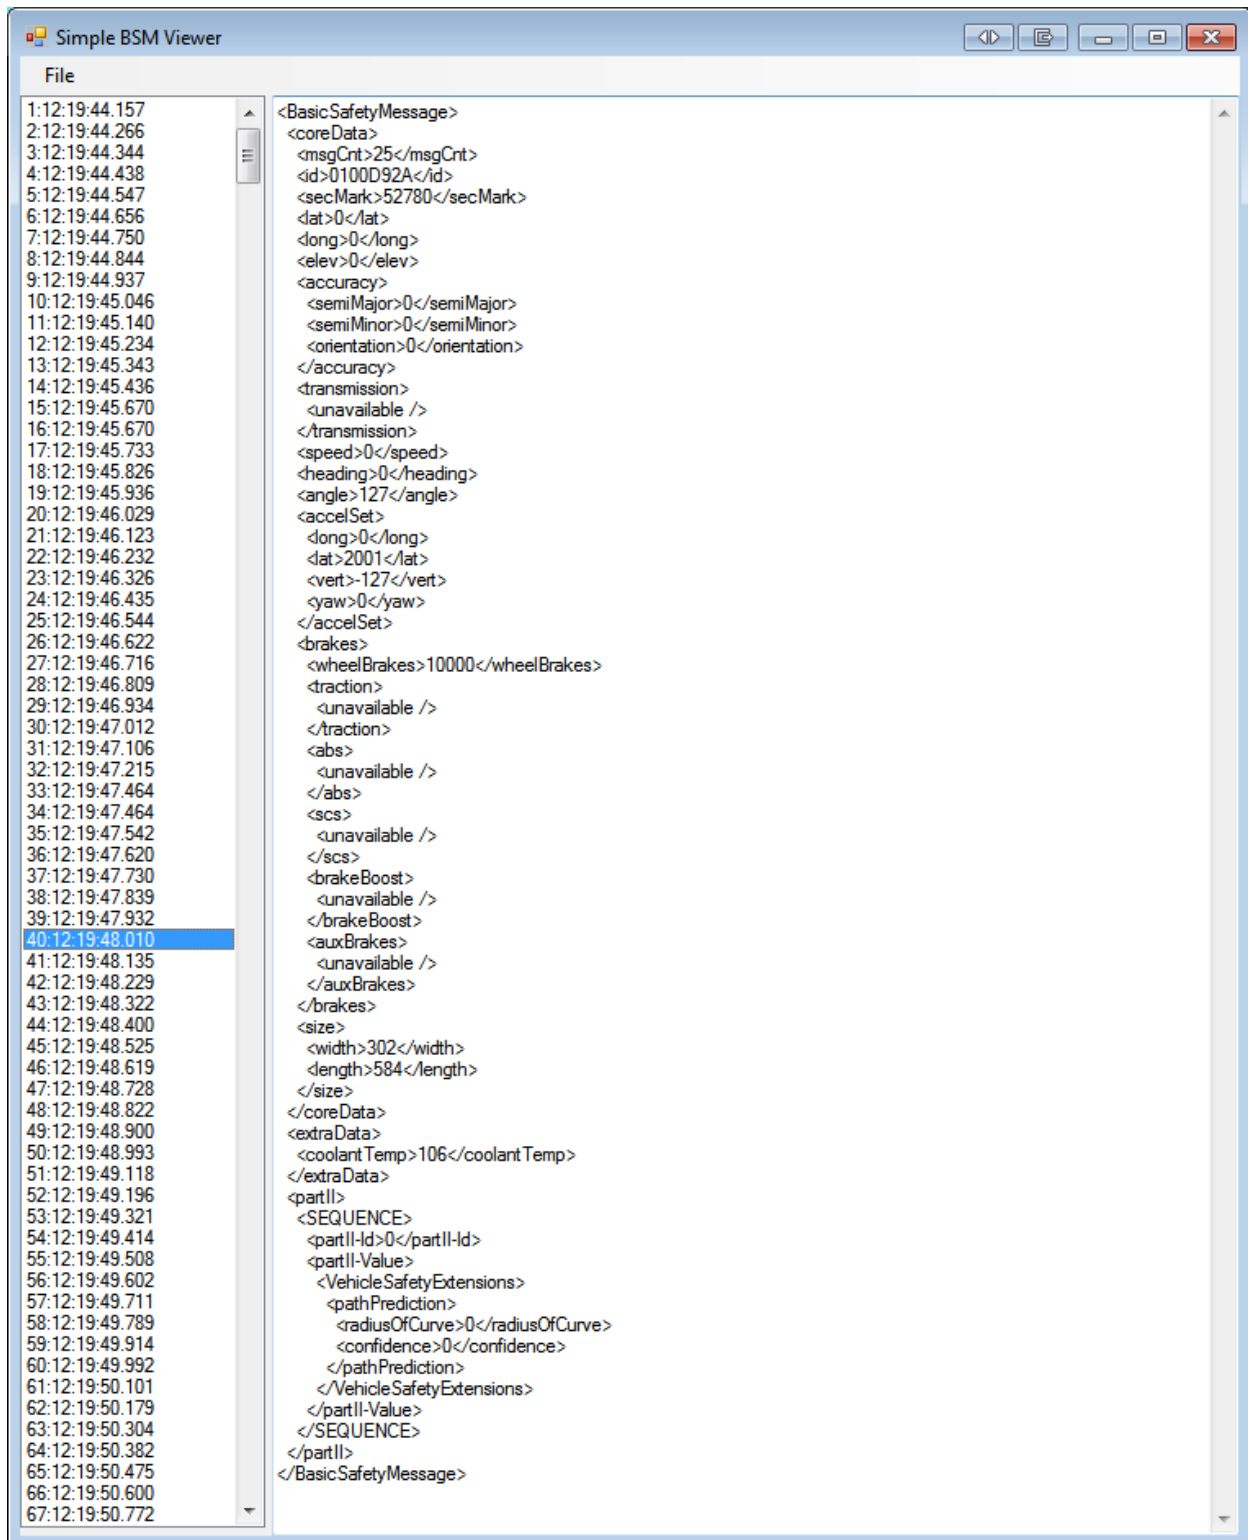 Simple BSM Viewer
File
1:12:19:44.157
2:12:19:44.266
3:12:19:44.344
4:12:19:44.438
5:12:19:44.547
6:12:19:44.656
7:12:19:44.750
8:12:19:44.844
9:12:19:44.937
10:12:19:45.046
11:12:19:45.140
12:12:19:45.234
13:12:19:45.343
14:12:19:45.436
15:12:19:45.670
16:12:19:45.670
17:12:19:45.733
18:12:19:45.826
19:12:19:45.936
20:12:19:46.029
21:12:19:46.123
22:12:19:46.232
23:12:19:46.326
24:12:19:46.435
25:12:19:46.544
26:12:19:46.622
27:12:19:46.716
28:12:19:46.809
29:12:19:46.934
30:12:19:47.012
31:12:19:47.106
32:12:19:47.215
33:12:19:47.464
34:12:19:47.464
35:12:19:47.542
36:12:19:47.620
37:12:19:47.730
38:12:19:47.839
39:12:19:47.932
40:12:19:48.010
41:12:19:48.135
42:12:19:48.229
43:12:19:48.322
44:12:19:48.400
45:12:19:48.525
46:12:19:48.619
47:12:19:48.728
48:12:19:48.822
49:12:19:48.900
50:12:19:48.993
51:12:19:49.118
52:12:19:49.196
53:12:19:49.321
54:12:19:49.414
55:12:19:49.508
56:12:19:49.602
57:12:19:49.711
58:12:19:49.789
59:12:19:49.914
60:12:19:49.992
61:12:19:50.101
62:12:19:50.179
63:12:19:50.304
64:12:19:50.382
65:12:19:50.475
66:12:19:50.600
67:12:19:50.772
<BasicSafetyMessage>
<coreData>
<msgCnt>25</msgCnt>
<id>0100D92A</id>
<secMark>52780</secMark>
<lat>0</lat>
<long>0</long>
<elev>0</elev>
<accuracy>
<semiMajor>0</semiMajor>
<semiMinor>0</semiMinor>
<orientation>0</orientation>
</accuracy>
<transmission>
<unavailable />
</transmission>
<speed>0</speed>
<heading>0</heading>
<angle>127</angle>
<accelSet>
<long>0</long>
<lat>2001</lat>
<vert>-127</vert>
<yaw>0</yaw>
</accelSet>
<brakes>
<wheelBrakes>10000</wheelBrakes>
<traction>
<unavailable />
</traction>
<abs>
<unavailable />
</abs>
<scs>
<unavailable />
</scs>
<brakeBoost>
<unavailable />
</brakeBoost>
<auxBrakes>
<unavailable />
</auxBrakes>
</brakes>
<size>
<width>302</width>
<length>584</length>
</size>
</coreData>
<extraData>
<coolantTemp>106</coolantTemp>
</extraData>
<partII>
<SEQUENCE>
<partII-Id>0</partII-Id>
<partII-Value>
<VehicleSafetyExtensions>
<pathPrediction>
<radiusOfCurve>0</radiusOfCurve>
<confidence>0</confidence>
</pathPrediction>
</VehicleSafetyExtensions>
</partII-Value>
</SEQUENCE>
</partII>
</BasicSafetyMessage>